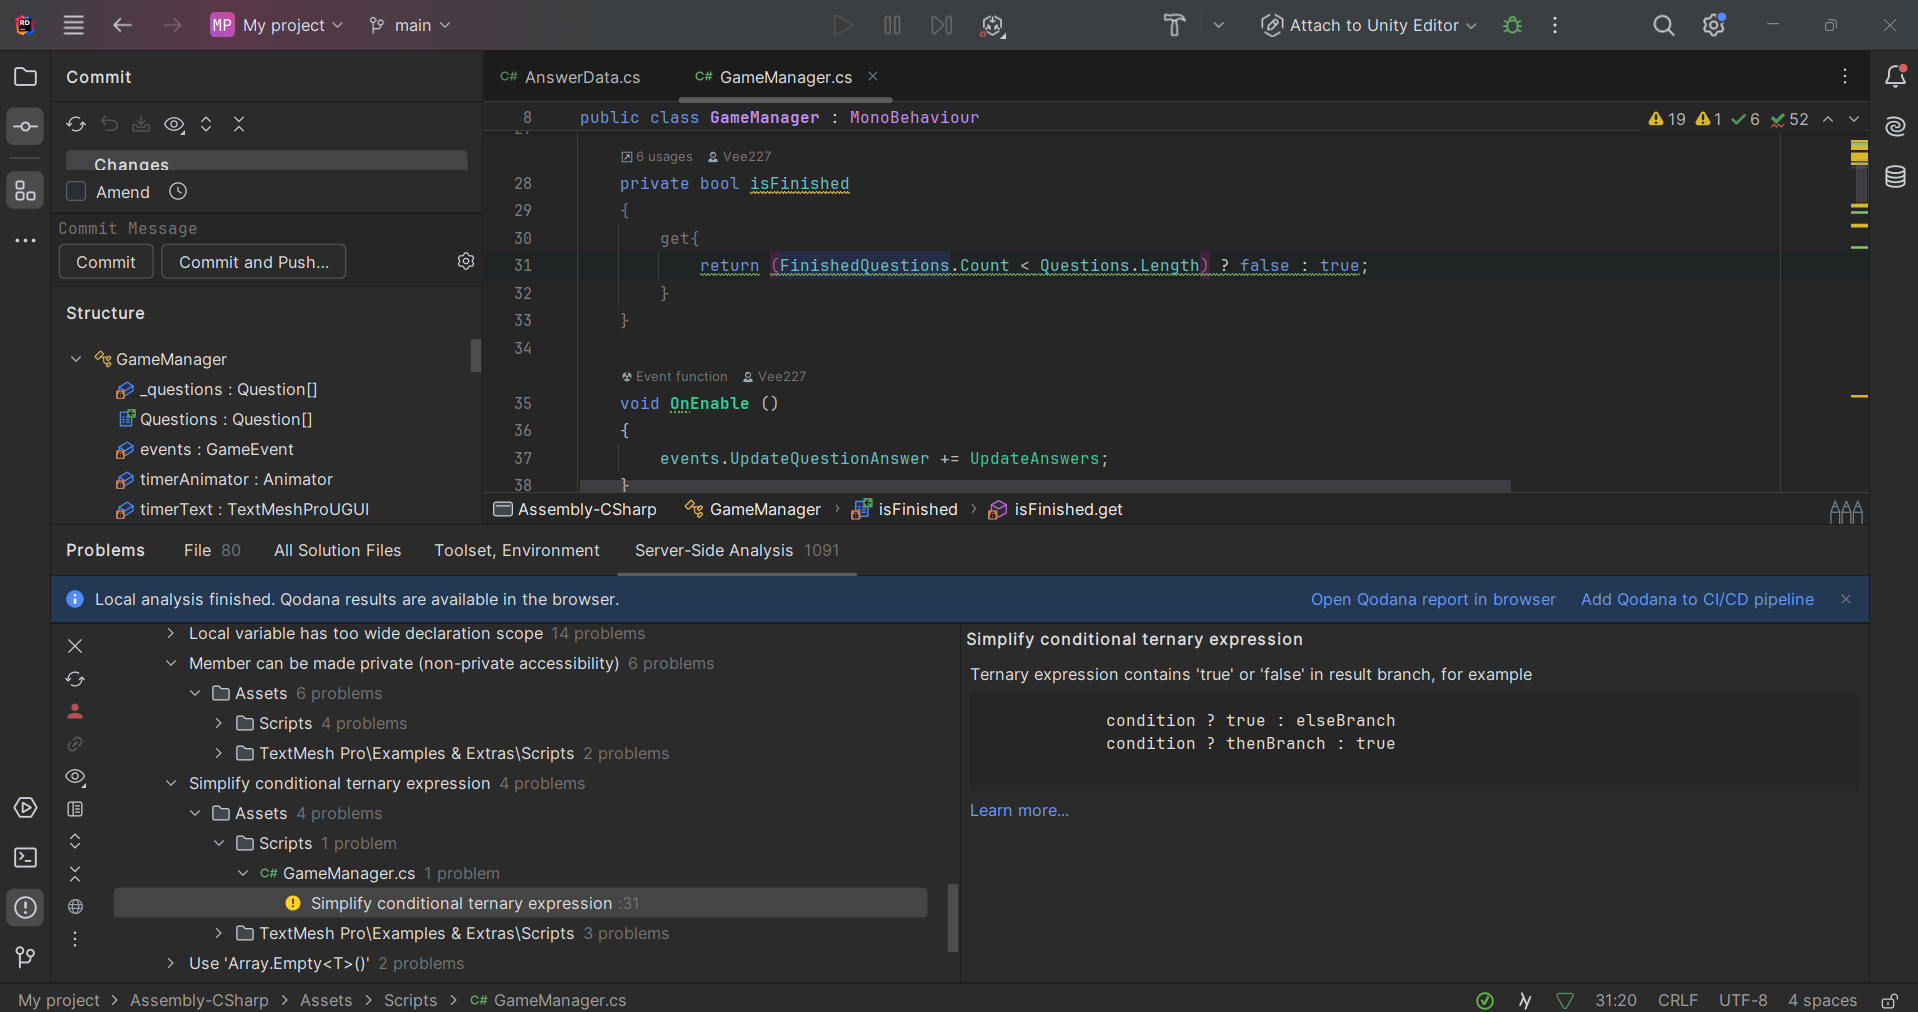 MP My project main Attach to Unity Editor
Commit
C# AnswerData.cs C# GameManager.cs
8 public class GameManager : MonoBehaviour 19 1 6 52
Changes
Amend
Commit Message
Commit Commit and Push...
6 usages Vee227
28 private bool isFinished
29 {
30 get{
31 return (FinishedQuestions.Count < Questions.Length) ? false : true;
32 }
33 }
34
Event function Vee227
35 void OnEnable ()
36 {
37 events.UpdateQuestionAnswer += UpdateAnswers;
38 }
Structure
GameManager
_questions : Question[]
Questions : Question[]
events : GameEvent
timerAnimator : Animator
timerText : TextMeshProUGUI
Assembly-CSharp GameManager › isFinished › isFinished.get
Problems File 80 All Solution Files Toolset, Environment Server-Side Analysis 1091
Local analysis finished. Qodana results are available in the browser. Open Qodana report in browser Add Qodana to CI/CD pipeline
Local variable has too wide declaration scope 14 problems
Member can be made private (non-private accessibility) 6 problems
Assets 6 problems
Scripts 4 problems
TextMesh Pro\Examples & Extras\Scripts 2 problems
Simplify conditional ternary expression 4 problems
Assets 4 problems
Scripts 1 problem
C# GameManager.cs 1 problem
Simplify conditional ternary expression :31
TextMesh Pro\Examples & Extras\Scripts 3 problems
Use 'Array.Empty<T>()' 2 problems
Simplify conditional ternary expression
Ternary expression contains 'true' or 'false' in result branch, for example
condition ? true : elseBranch
condition ? thenBranch : true
Learn more...
My project › Assembly-CSharp › Assets › Scripts › C# GameManager.cs 31:20 CRLF UTF-8 4 spaces